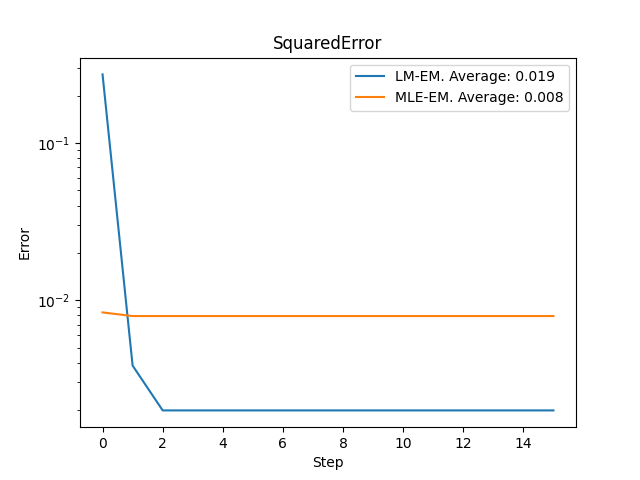 SquaredError
LM-EM. Average: 0.019
MLE-EM. Average: 0.008
10⁻¹
10⁻²
Error
0 2 4 6 8 10 12 14
Step